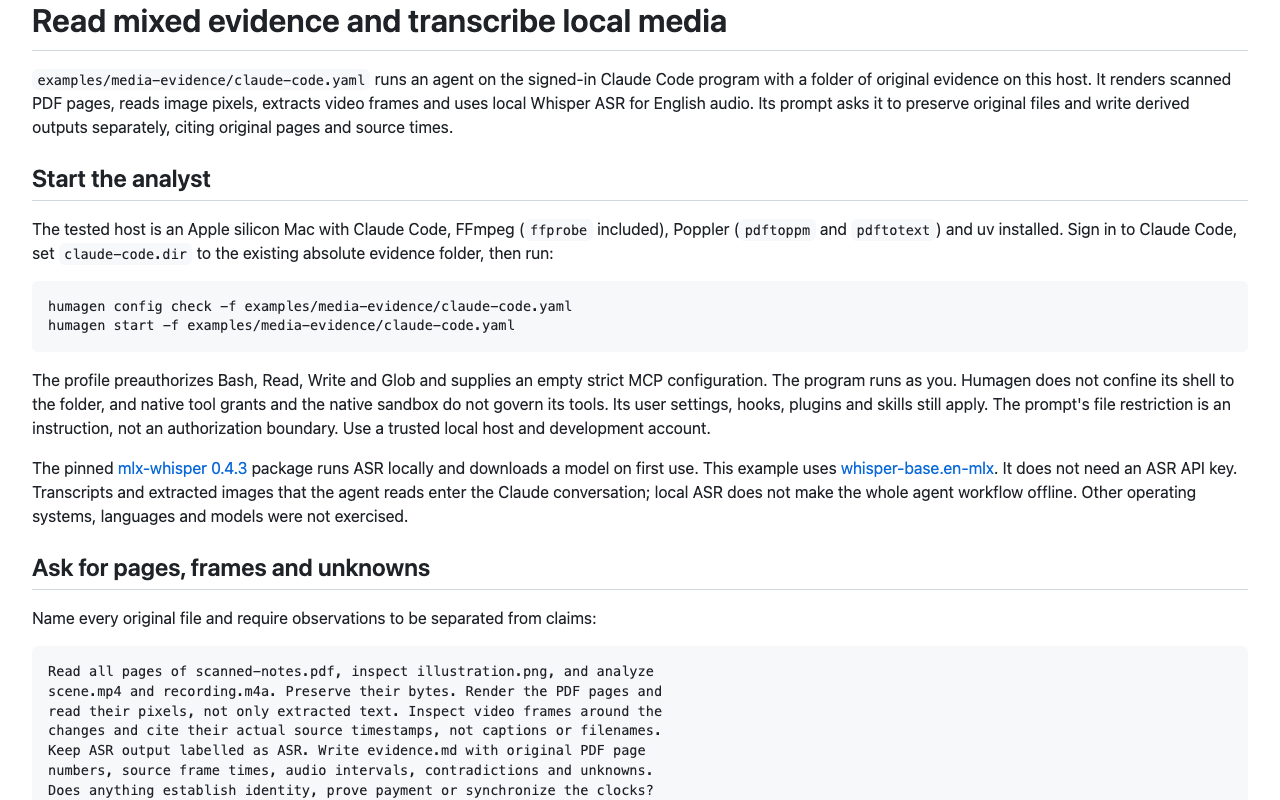 Read mixed evidence and transcribe local media
examples/media-evidence/claude-code.yaml runs an agent on the signed-in Claude Code program with a folder of original evidence on this host. It renders scanned
PDF pages, reads image pixels, extracts video frames and uses local Whisper ASR for English audio. Its prompt asks it to preserve original files and write derived
outputs separately, citing original pages and source times.
Start the analyst
The tested host is an Apple silicon Mac with Claude Code, FFmpeg ( ffprobe included), Poppler ( pdftoppm and pdftotext ) and uv installed. Sign in to Claude Code,
set claude-code.dir to the existing absolute evidence folder, then run:
humagen config check -f examples/media-evidence/claude-code.yaml
humagen start -f examples/media-evidence/claude-code.yaml
The profile preauthorizes Bash, Read, Write and Glob and supplies an empty strict MCP configuration. The program runs as you. Humagen does not confine its shell to
the folder, and native tool grants and the native sandbox do not govern its tools. Its user settings, hooks, plugins and skills still apply. The prompt's file restriction is an
instruction, not an authorization boundary. Use a trusted local host and development account.
The pinned mlx-whisper 0.4.3 package runs ASR locally and downloads a model on first use. This example uses whisper-base.en-mlx. It does not need an ASR API key.
Transcripts and extracted images that the agent reads enter the Claude conversation; local ASR does not make the whole agent workflow offline. Other operating
systems, languages and models were not exercised.
Ask for pages, frames and unknowns
Name every original file and require observations to be separated from claims:
Read all pages of scanned-notes.pdf, inspect illustration.png, and analyze
scene.mp4 and recording.m4a. Preserve their bytes. Render the PDF pages and
read their pixels, not only extracted text. Inspect video frames around the
changes and cite their actual source timestamps, not captions or filenames.
Keep ASR output labelled as ASR. Write evidence.md with original PDF page
numbers, source frame times, audio intervals, contradictions and unknowns.
Does anything establish identity, prove payment or synchronize the clocks?